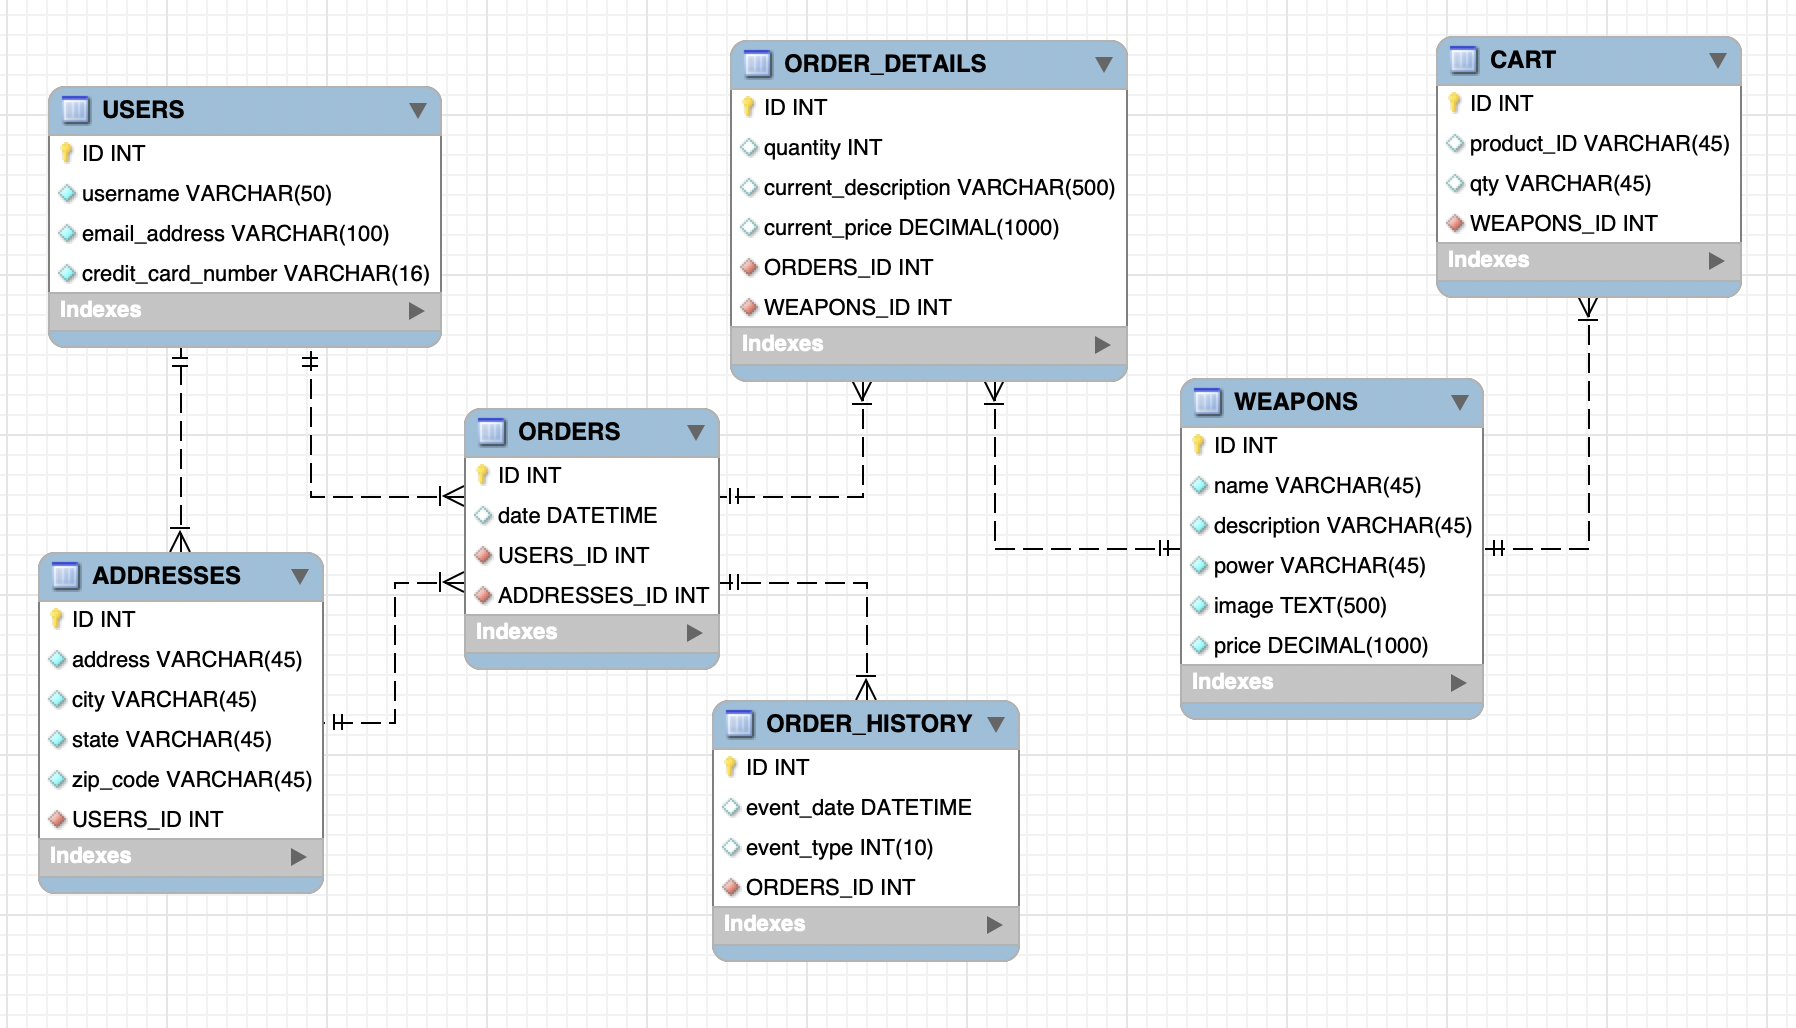 USERS
ID INT
username VARCHAR(50)
email_address VARCHAR(100)
credit_card_number VARCHAR(16)
Indexes
ADDRESSES
ID INT
address VARCHAR(45)
city VARCHAR(45)
state VARCHAR(45)
zip_code VARCHAR(45)
USERS_ID INT
Indexes
ORDERS
ID INT
date DATETIME
USERS_ID INT
ADDRESSES_ID INT
Indexes
ORDER_DETAILS
ID INT
quantity INT
current_description VARCHAR(500)
current_price DECIMAL(1000)
ORDERS_ID INT
WEAPONS_ID INT
Indexes
ORDER_HISTORY
ID INT
event_date DATETIME
event_type INT(10)
ORDERS_ID INT
Indexes
WEAPONS
ID INT
name VARCHAR(45)
description VARCHAR(45)
power VARCHAR(45)
image TEXT(500)
price DECIMAL(1000)
Indexes
CART
ID INT
product_ID VARCHAR(45)
qty VARCHAR(45)
WEAPONS_ID INT
Indexes